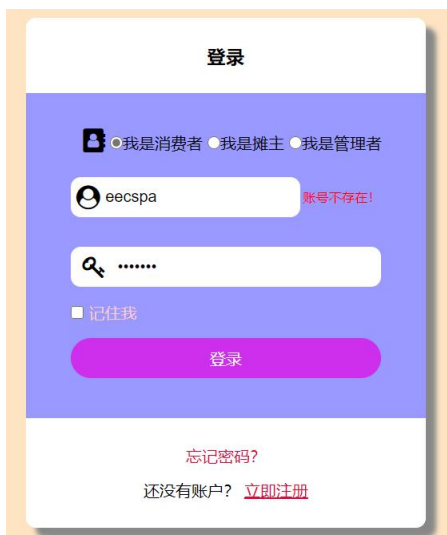 登录
我是消费者 我是摊主 我是管理者
eecspa 账号不存在!
•••••••
记住我
登录
忘记密码?
还没有账户? 立即注册